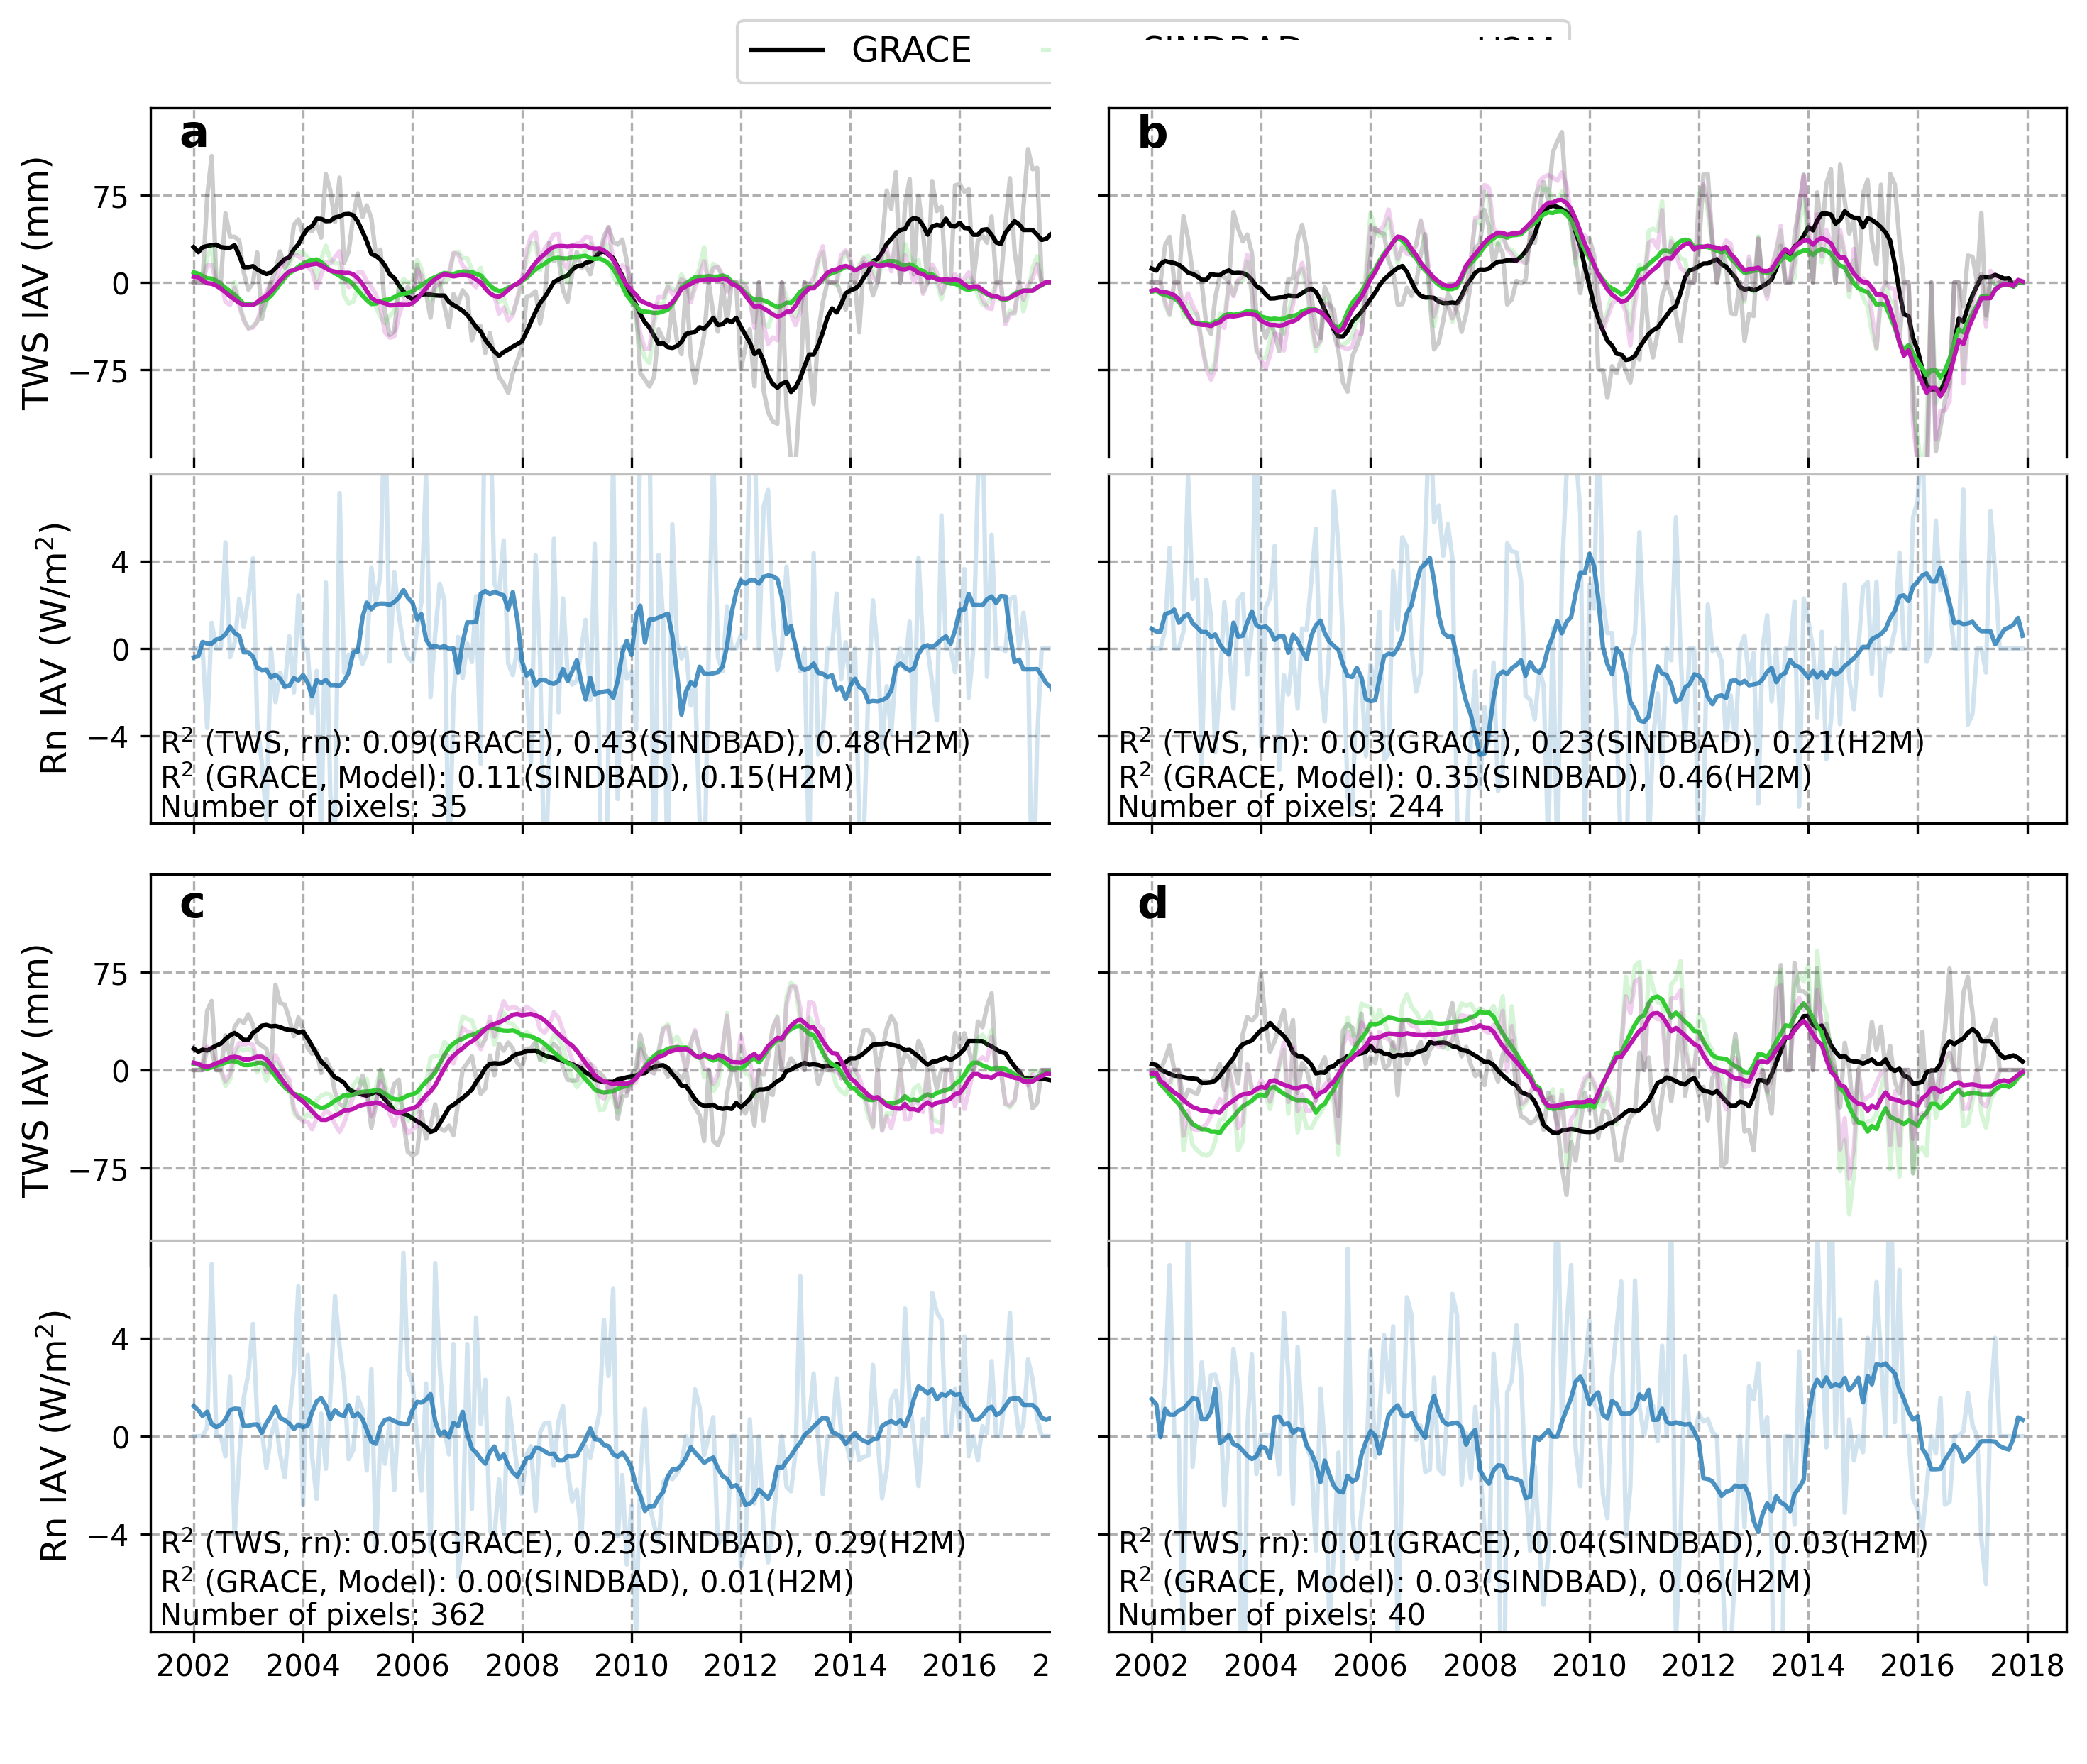 GRACE
a
b
TWS IAV (mm)
75
0
−75
Rn IAV (W/m²)
4
0
−4
R² (TWS, rn): 0.09(GRACE), 0.43(SINDBAD), 0.48(H2M)
R² (GRACE, Model): 0.11(SINDBAD), 0.15(H2M)
Number of pixels: 35
R² (TWS, rn): 0.03(GRACE), 0.23(SINDBAD), 0.21(H2M)
R² (GRACE, Model): 0.35(SINDBAD), 0.46(H2M)
Number of pixels: 244
c
d
TWS IAV (mm)
75
0
−75
Rn IAV (W/m²)
4
0
−4
R² (TWS, rn): 0.05(GRACE), 0.23(SINDBAD), 0.29(H2M)
R² (GRACE, Model): 0.00(SINDBAD), 0.01(H2M)
Number of pixels: 362
R² (TWS, rn): 0.01(GRACE), 0.04(SINDBAD), 0.03(H2M)
R² (GRACE, Model): 0.03(SINDBAD), 0.06(H2M)
Number of pixels: 40
2002 2004 2006 2008 2010 2012 2014 2016 2
2002 2004 2006 2008 2010 2012 2014 2016 2018